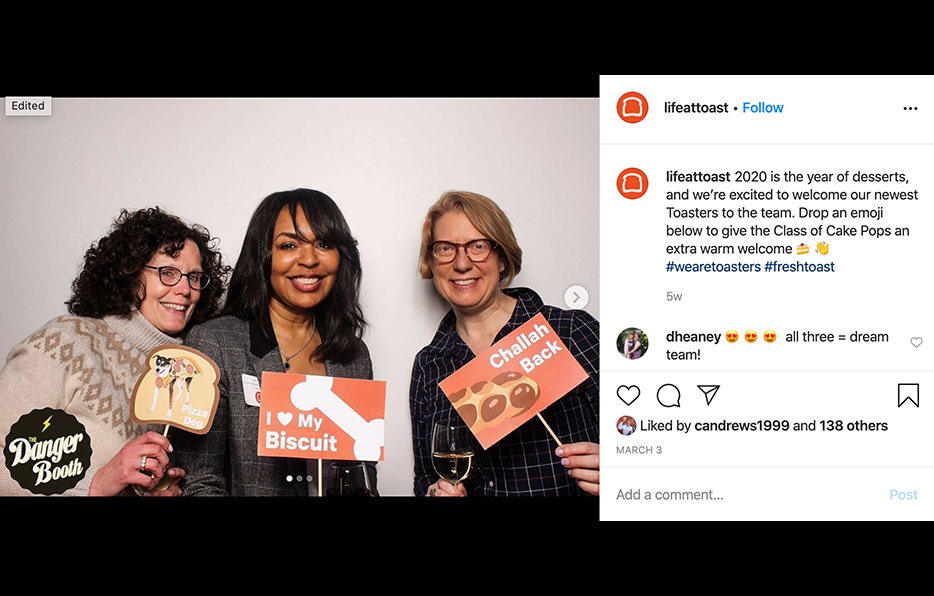 Edited
Pizza
Dog
THE
Danger
Booth
I ♥ My
Biscuit
Challah
Back
lifeattoast • Follow
lifeattoast 2020 is the year of desserts,
and we're excited to welcome our newest
Toasters to the team. Drop an emoji
below to give the Class of Cake Pops an
extra warm welcome 🍰 👋
#wearetoasters #freshtoast
5w
dheaney 😍 😍 😍 all three = dream
team!
Liked by candrews1999 and 138 others
MARCH 3
Add a comment... Post